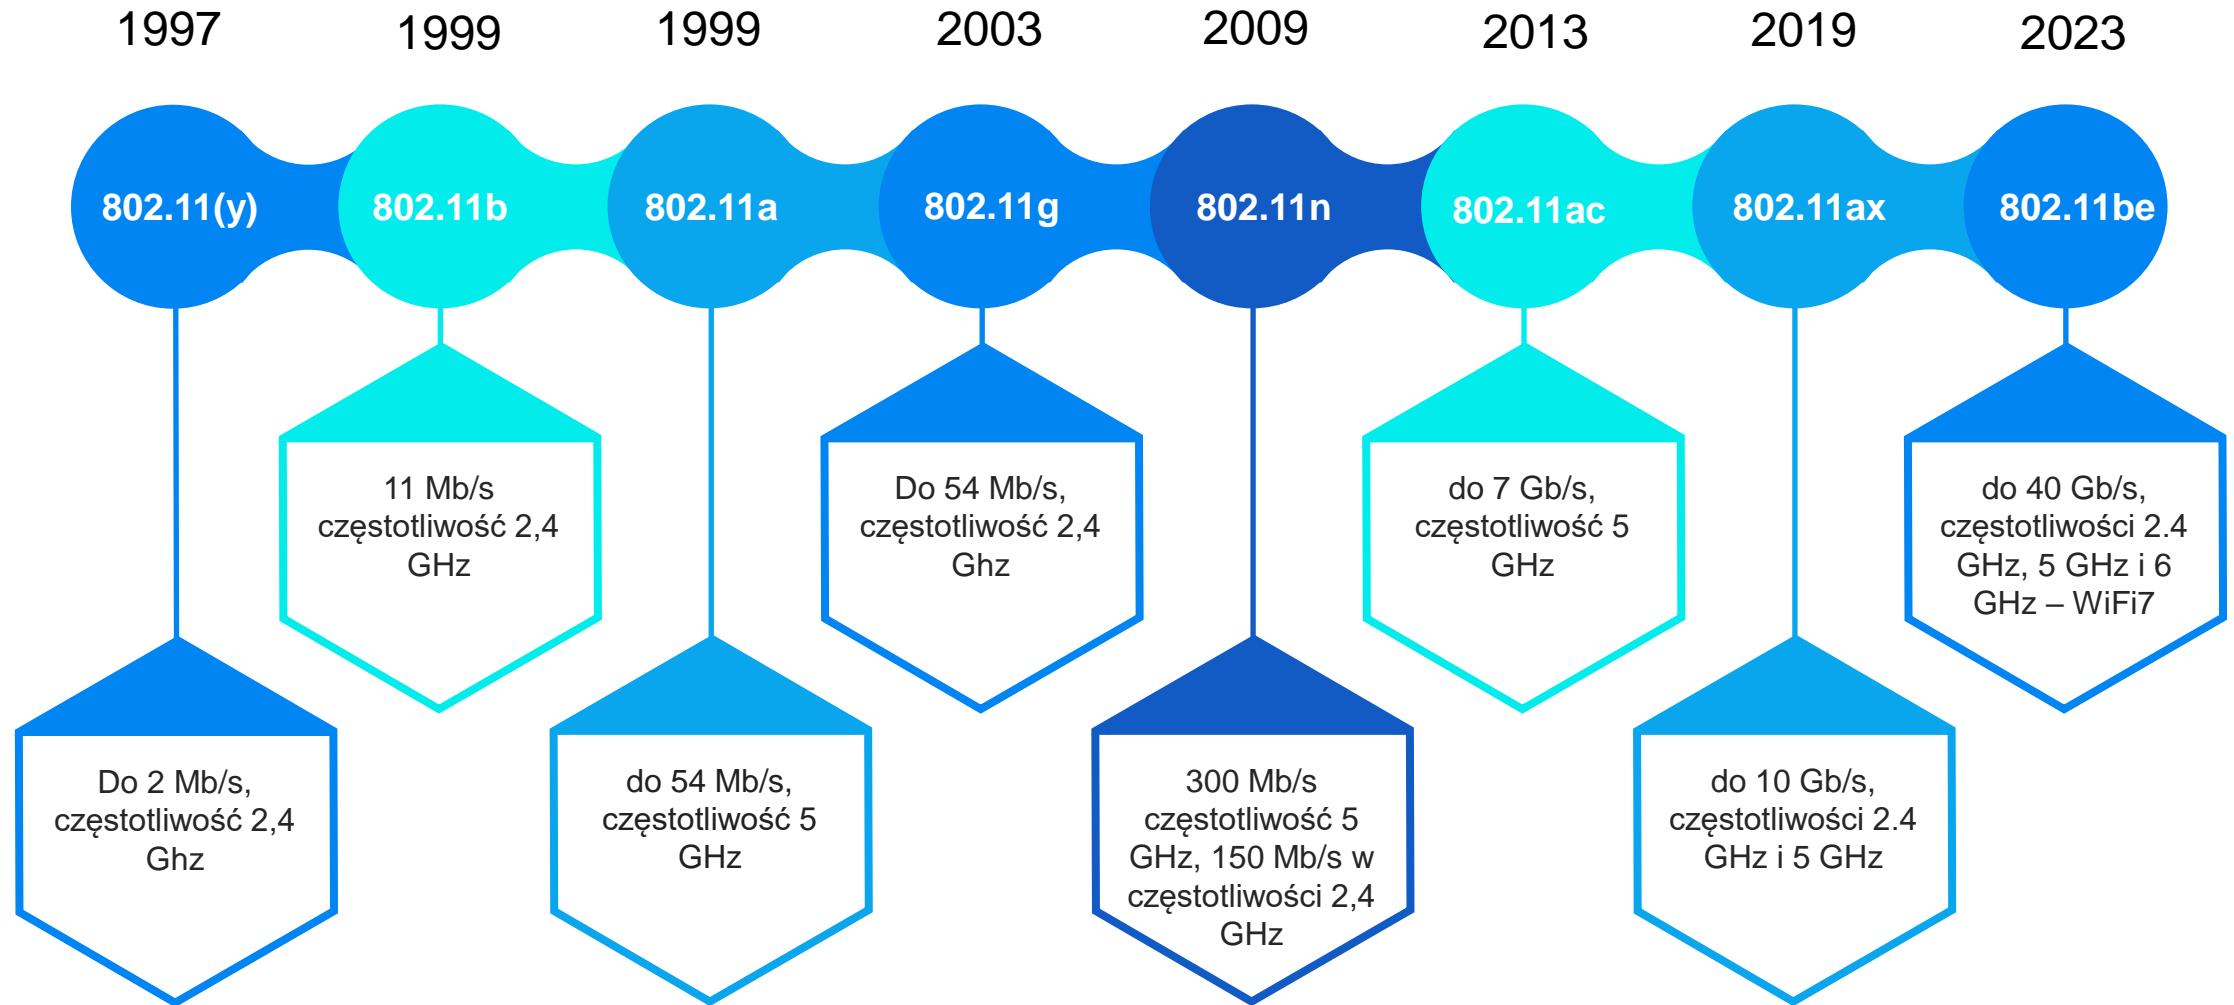 1997
1999
1999
2003
2009
2013
2019
2023
802.11(y)
802.11b
802.11a
802.11g
802.11n
802.11ac
802.11ax
802.11be
11 Mb/s
częstotliwość 2,4
GHz
Do 54 Mb/s,
częstotliwość 2,4
Ghz
do 7 Gb/s,
częstotliwość 5
GHz
do 40 Gb/s,
częstotliwości 2.4
GHz, 5 GHz i 6
GHz – WiFi7
Do 2 Mb/s,
częstotliwość 2,4
Ghz
do 54 Mb/s,
częstotliwość 5
GHz
300 Mb/s
częstotliwość 5
GHz, 150 Mb/s w
częstotliwości 2,4
GHz
do 10 Gb/s,
częstotliwości 2.4
GHz i 5 GHz